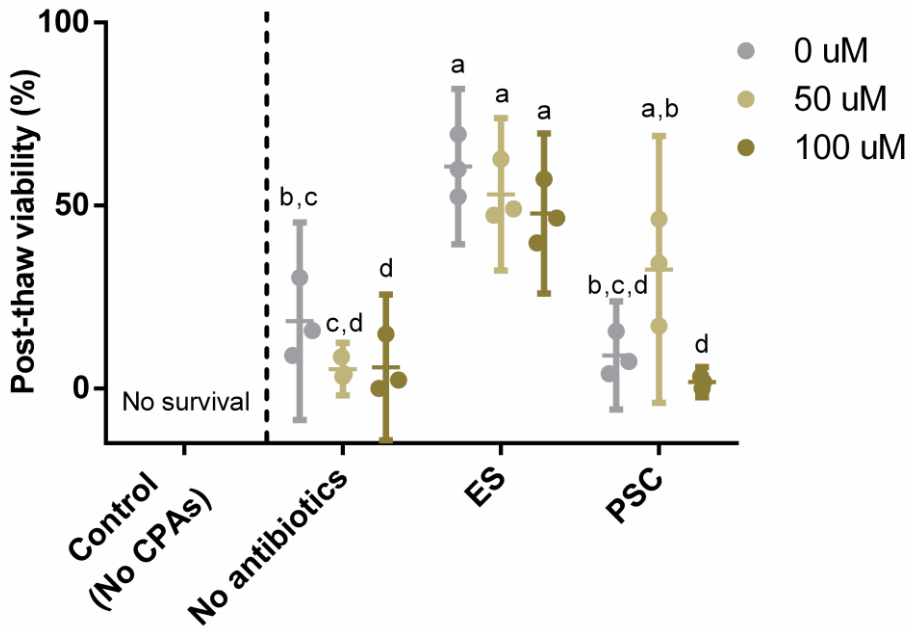 Post-thaw viability (%)
100
50
0
No survival
b,c
c,d
d
a
a
a
b,c,d
a,b
d
0 uM
50 uM
100 uM
Control
(No CPAs)
No antibiotics
ES
PSC